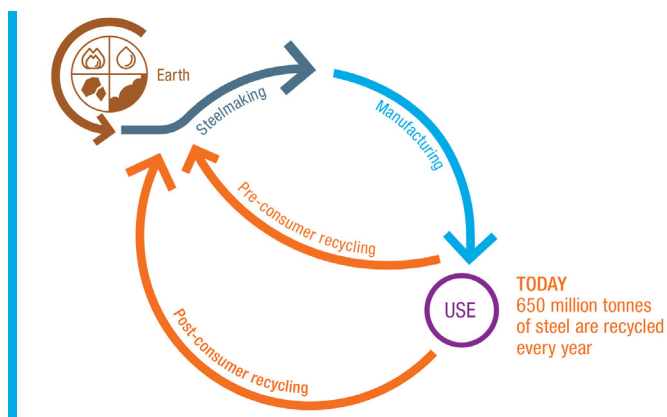 Earth
Steelmaking
Manufacturing
Pre-consumer recycling
Post-consumer recycling
USE
TODAY
650 million tonnes
of steel are recycled
every year